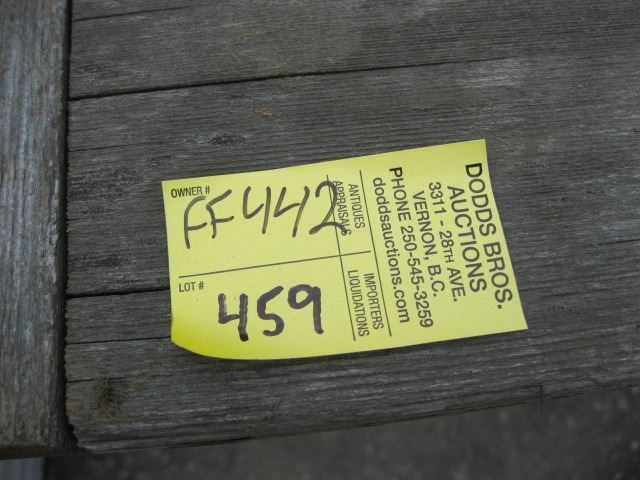 OWNER #
FF442
LOT #
459
ANTIQUES
APPRAISALS
IMPORTERS
LIQUIDATIONS
DODDS BROS.
AUCTIONS
3311 - 28TH AVE.
VERNON, B.C.
PHONE 250-545-3259
doddsauctions.com